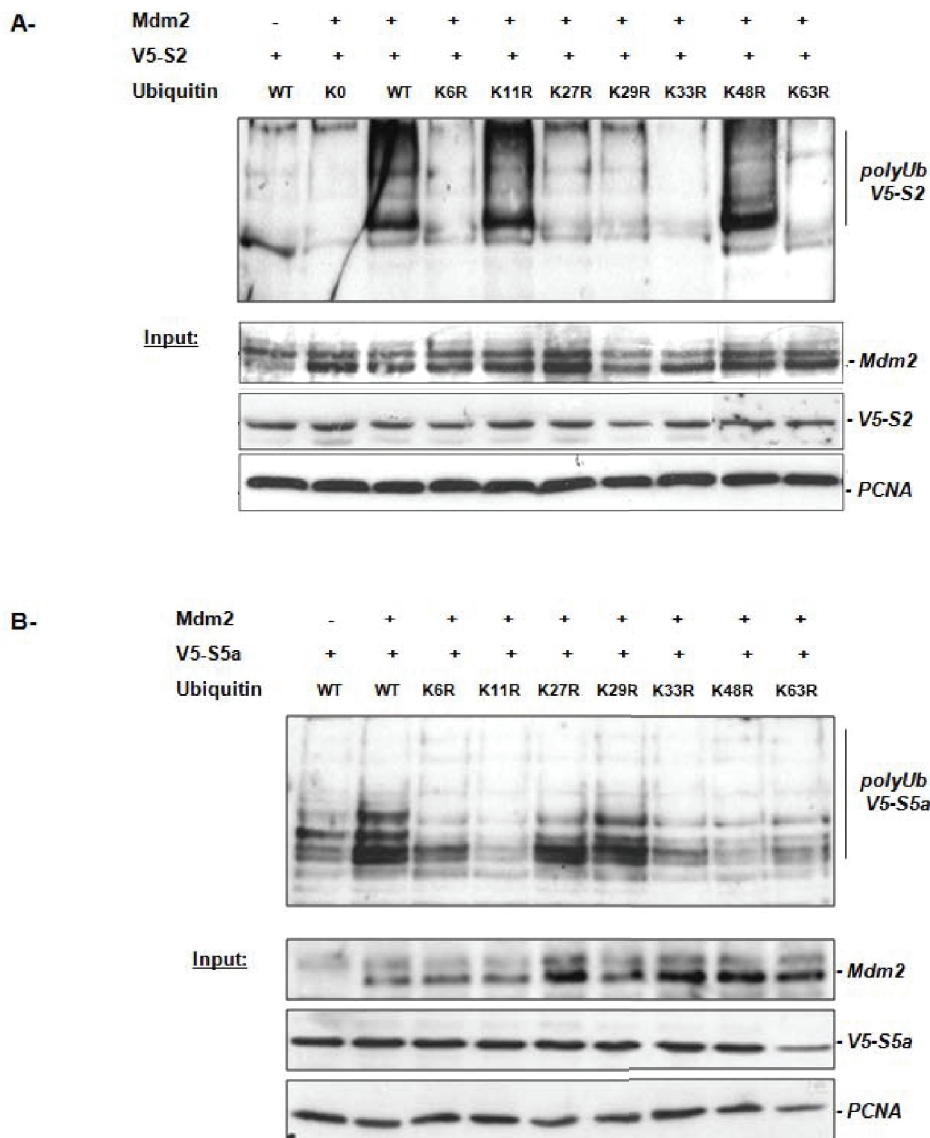 A-
Mdm2 - + + + + + + + + +
V5-S2 + + + + + + + + + +
Ubiquitin WT K0 WT K6R K11R K27R K29R K33R K48R K63R
polyUb
V5-S2
Input:
- Mdm2
- V5-S2
- PCNA
B-
Mdm2 - + + + + + + + +
V5-S5a + + + + + + + + +
Ubiquitin WT WT K6R K11R K27R K29R K33R K48R K63R
polyUb
V5-S5a
Input:
- Mdm2
- V5-S5a
- PCNA